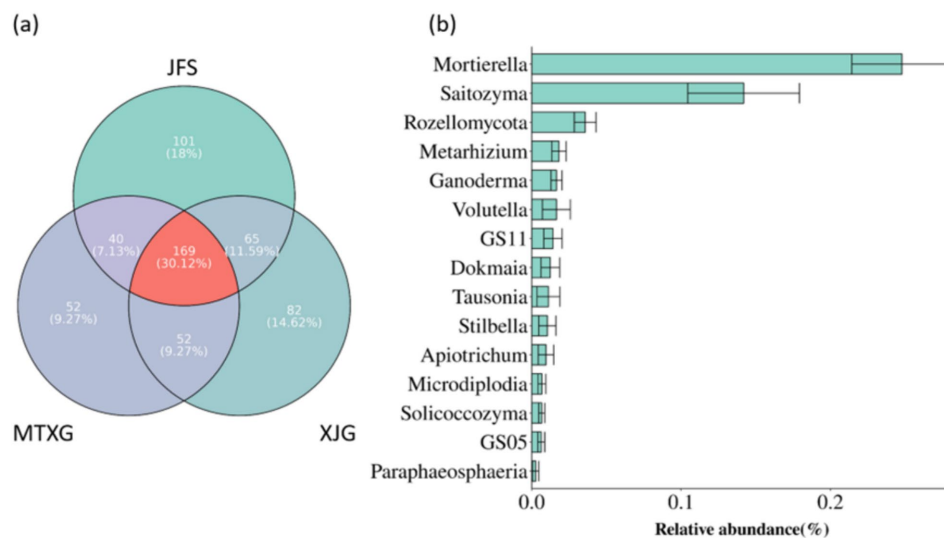 (a)
JFS
101
(18%)
40
(7.13%)
169
(30.12%)
65
(11.59%)
52
(9.27%)
52
(9.27%)
82
(14.62%)
MTXG
XJG
(b)
Mortierella
Saitozyma
Rozellomycota
Metarhizium
Ganoderma
Volutella
GS11
Dokmaia
Tausonia
Stilbella
Apiotrichum
Microdiplodia
Solicoccozyma
GS05
Paraphaeosphaeria
0.0 0.1 0.2
Relative abundance(%)